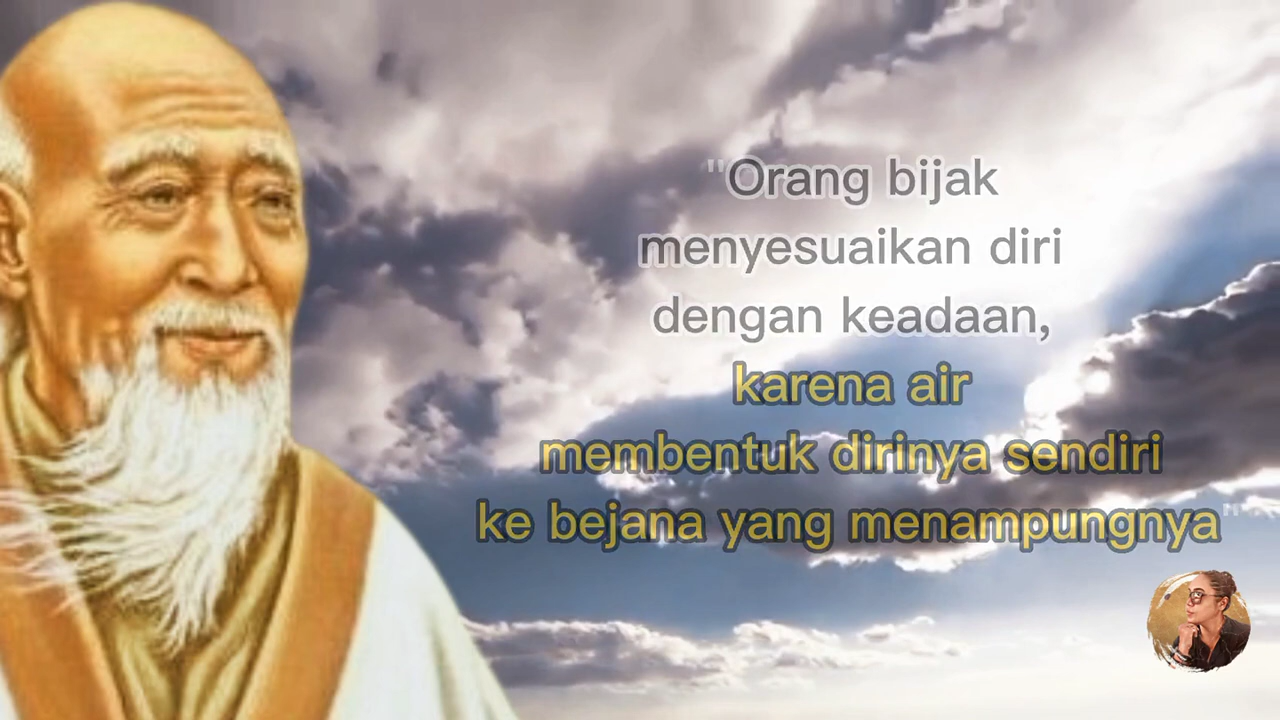 "Orang bijak
menyesuaikan diri
dengan keadaan,
karena air
membentuk dirinya sendiri
ke bejana yang menampungnya"